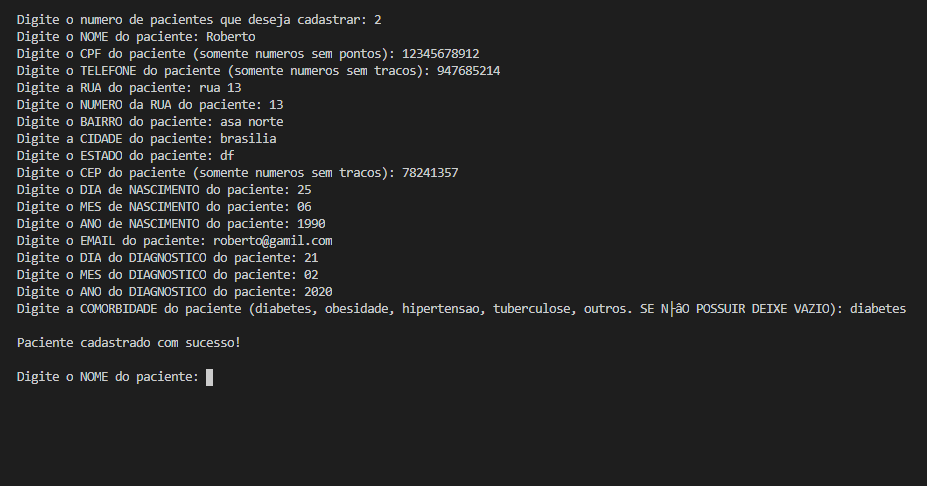 Digite o numero de pacientes que deseja cadastrar: 2
Digite o NOME do paciente: Roberto
Digite o CPF do paciente (somente numeros sem pontos): 12345678912
Digite o TELEFONE do paciente (somente numeros sem tracos): 947685214
Digite a RUA do paciente: rua 13
Digite o NUMERO da RUA do paciente: 13
Digite o BAIRRO do paciente: asa norte
Digite a CIDADE do paciente: brasilia
Digite o ESTADO do paciente: df
Digite o CEP do paciente (somente numeros sem tracos): 78241357
Digite o DIA de NASCIMENTO do paciente: 25
Digite o MES de NASCIMENTO do paciente: 06
Digite o ANO de NASCIMENTO do paciente: 1990
Digite o EMAIL do paciente: roberto@gamil.com
Digite o DIA do DIAGNOSTICO do paciente: 21
Digite o MES do DIAGNOSTICO do paciente: 02
Digite o ANO do DIAGNOSTICO do paciente: 2020
Digite a COMORBIDADE do paciente (diabetes, obesidade, hipertensao, tuberculose, outros. SE N├âO POSSUIR DEIXE VAZIO): diabetes
Paciente cadastrado com sucesso!
Digite o NOME do paciente: